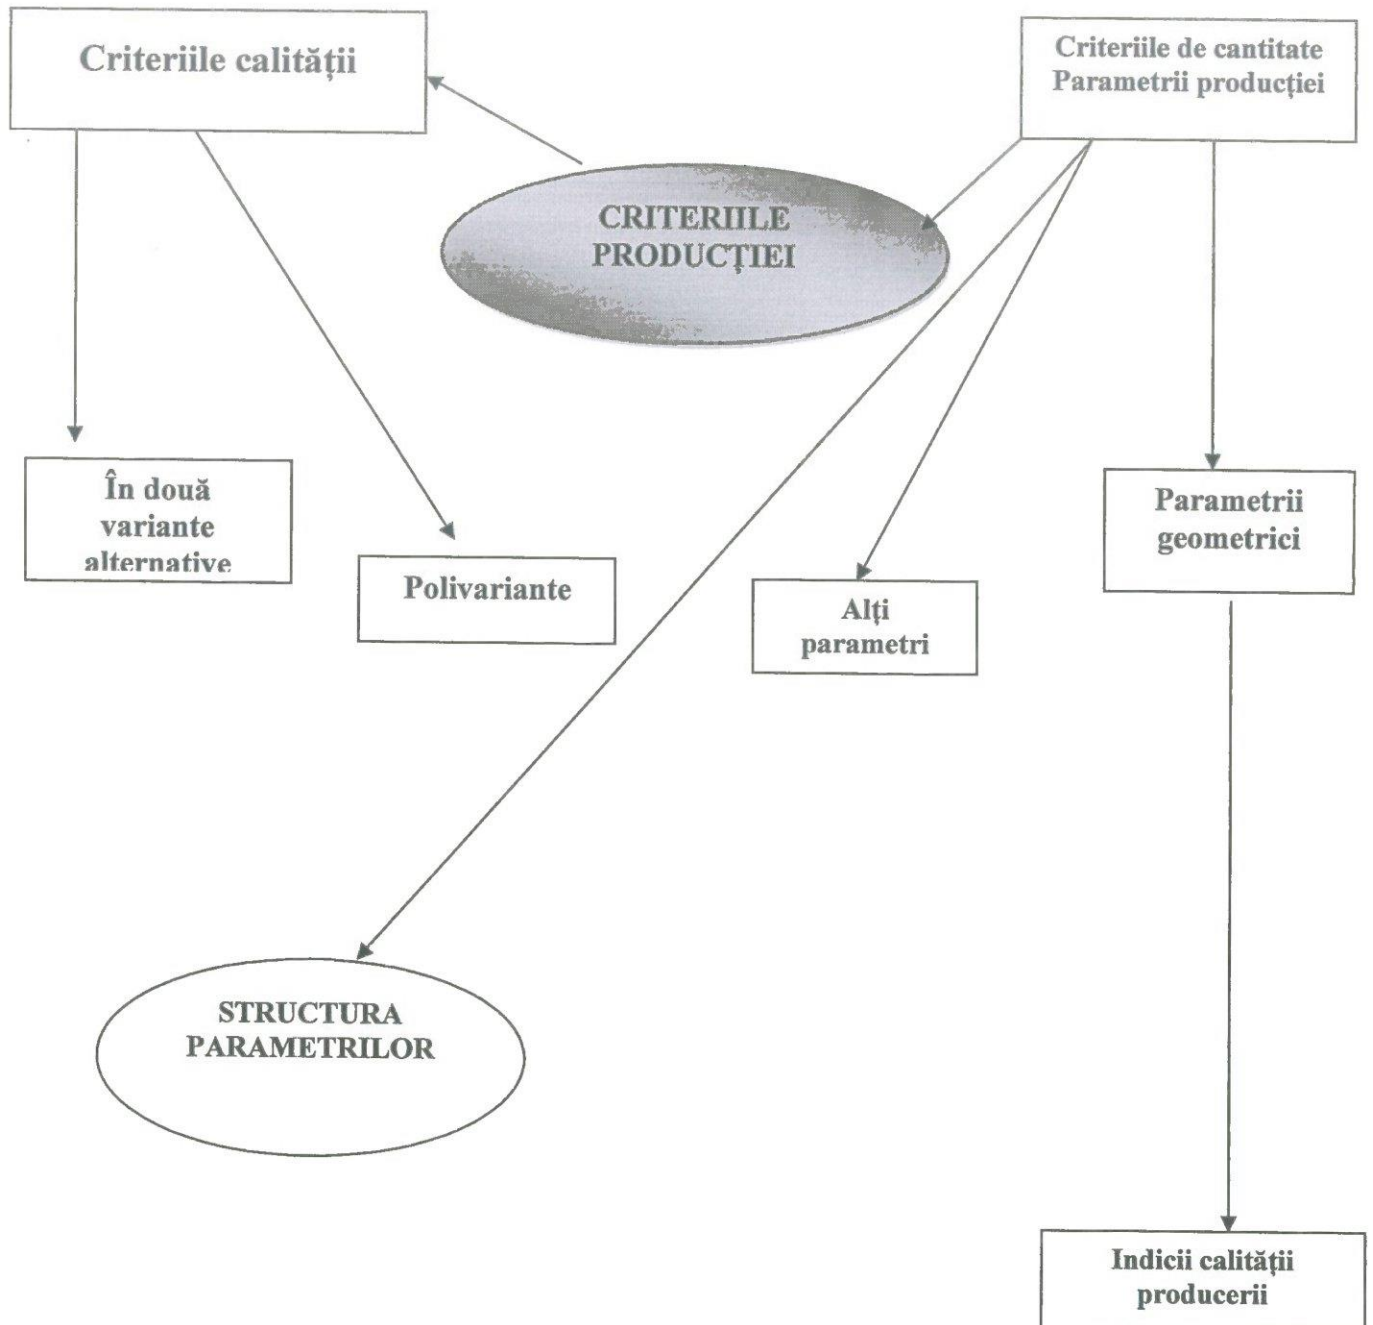 Criteriile calității
Criteriile de cantitate
Parametrii producției
CRITERIILE
PRODUCȚIEI
În două
variante
alternative
Polivariante
Alți
parametri
Parametrii
geometrici
STRUCTURA
PARAMETRILOR
Indicii calității
producerii